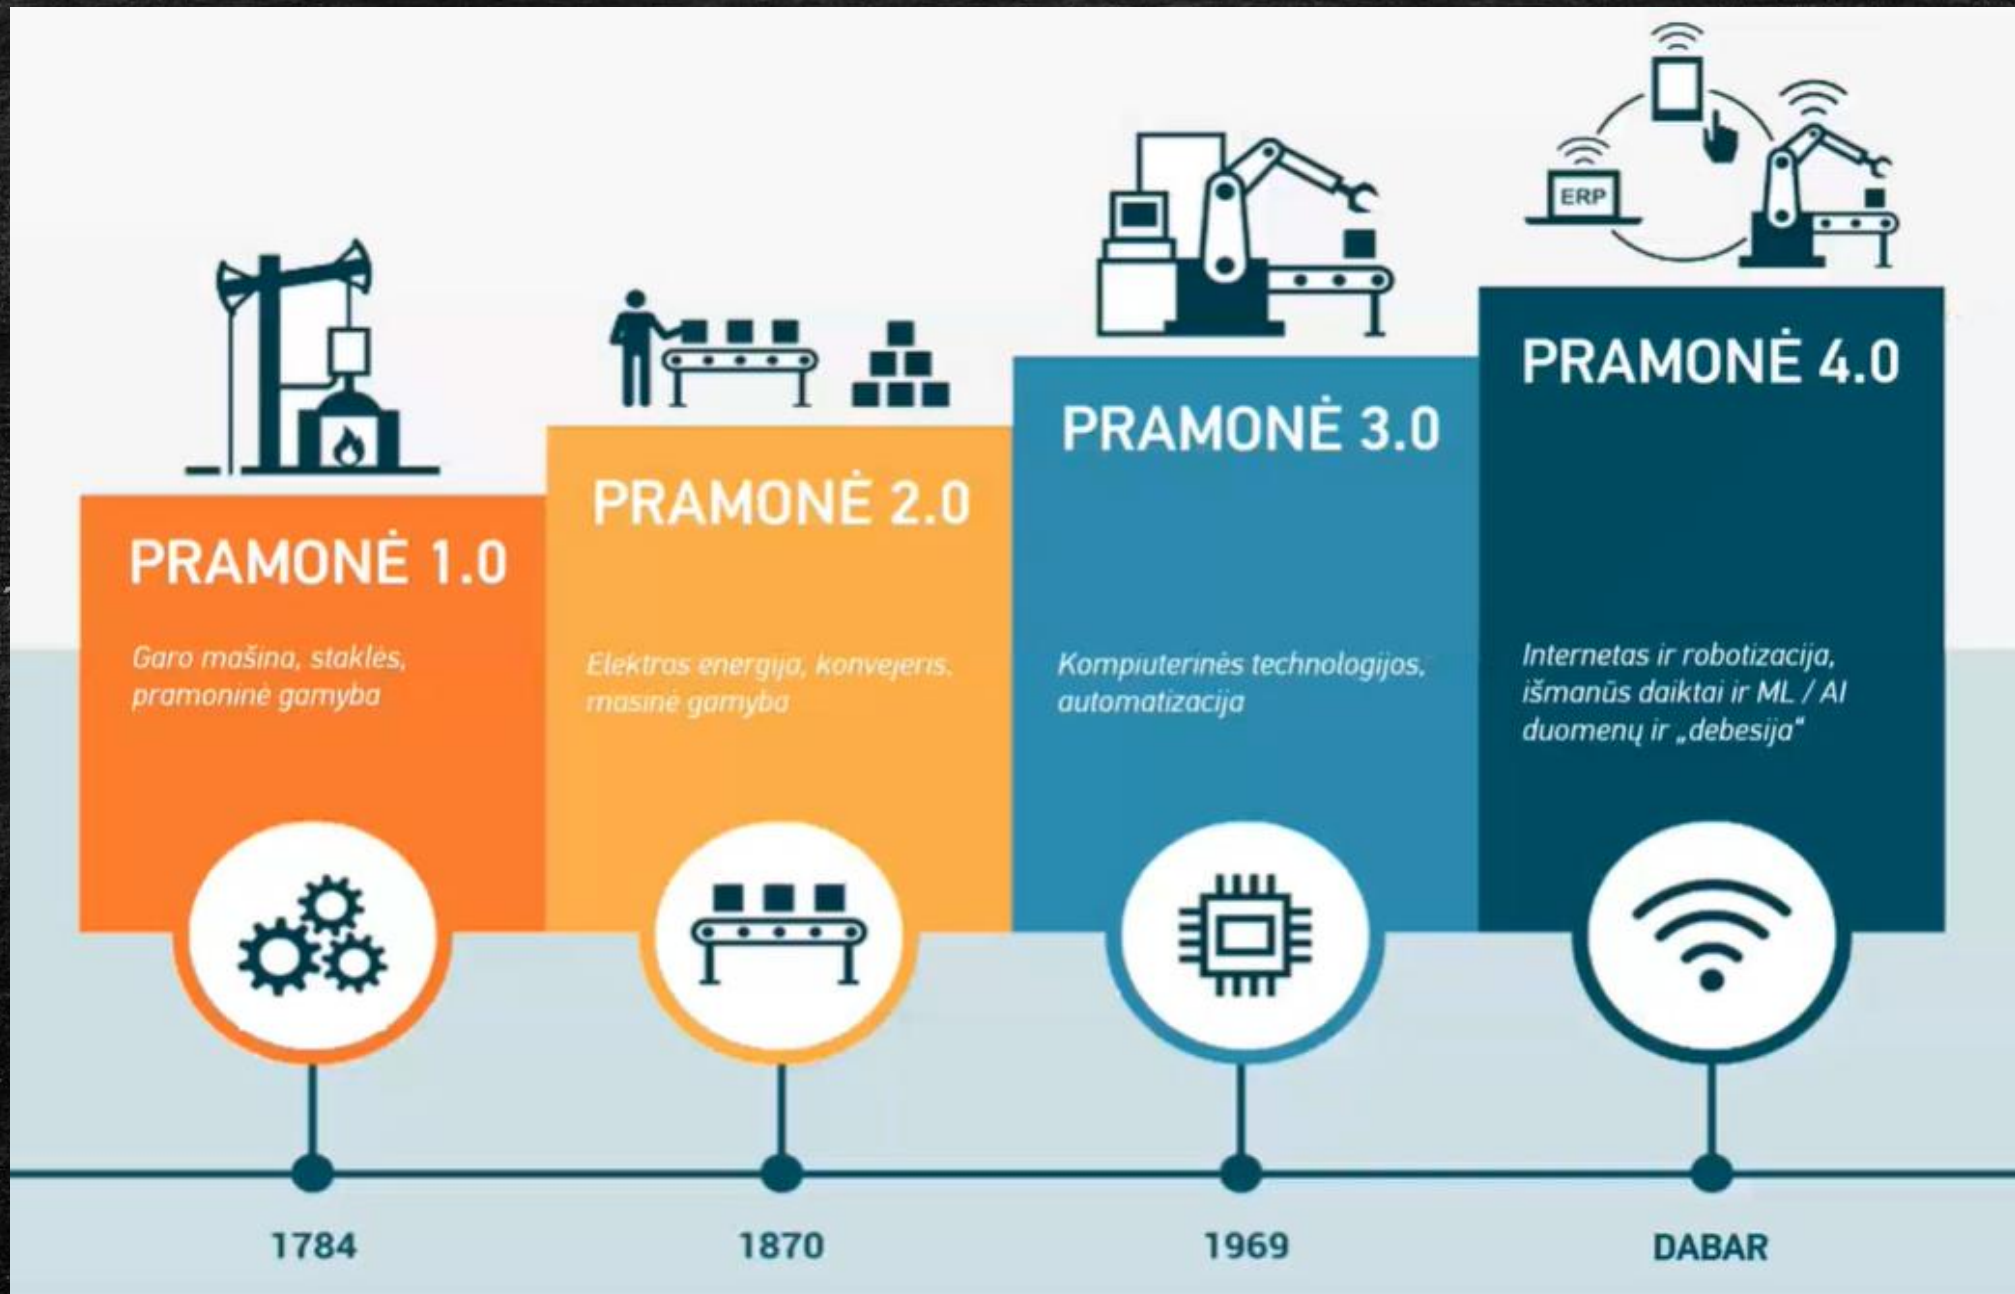 ERP
PRAMONĖ 1.0
Garo mašina, staklės,
pramoninė gamyba
1784
PRAMONĖ 2.0
Elektros energija, konvejeris,
masinė gamyba
1870
PRAMONĖ 3.0
Kompiuterinės technologijos,
automatizacija
1969
PRAMONĖ 4.0
Internetas ir robotizacija,
išmanūs daiktai ir ML / AI
duomenų ir „debesija“
DABAR